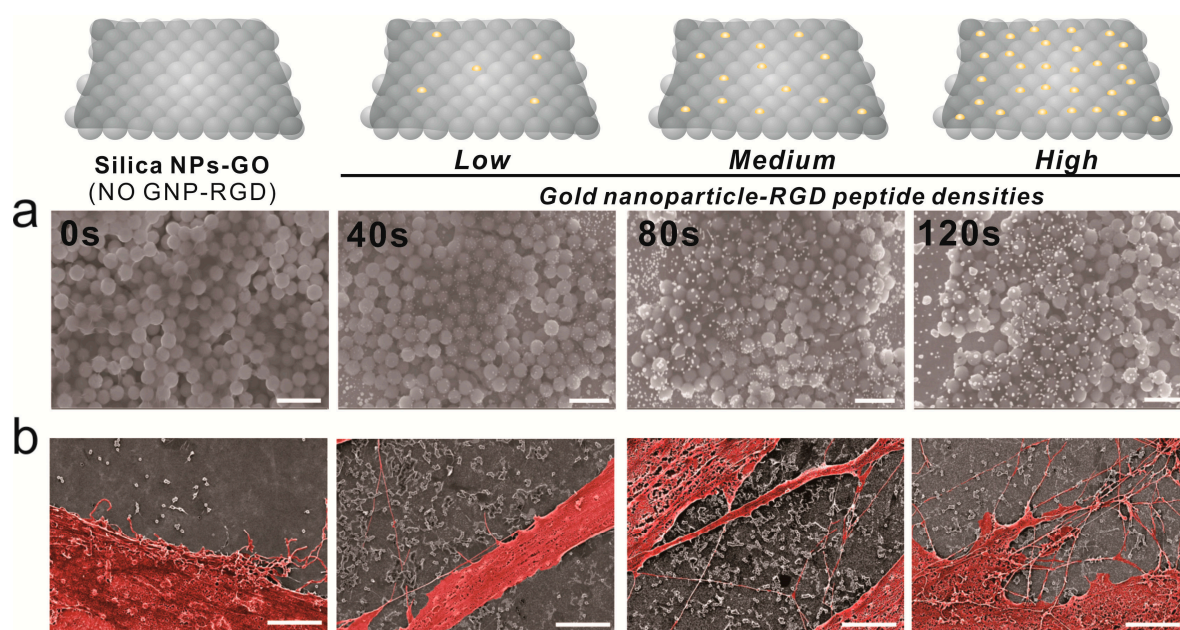 Silica NPs-GO
(NO GNP-RGD)
Low
Medium
High
Gold nanoparticle-RGD peptide densities
a
0s
40s
80s
120s
b